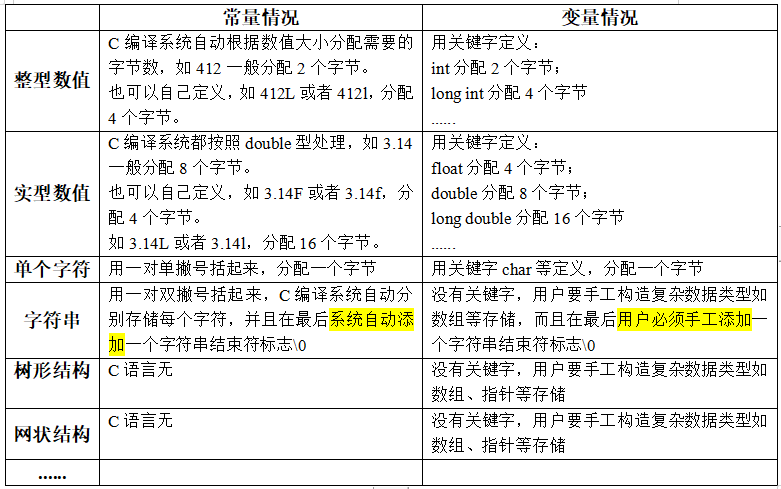 常量情况
变量情况
整型数值
C 编译系统自动根据数值大小分配需要的
字节数，如 412 一般分配 2 个字节。
也可以自己定义，如 412L 或者 412l，分配
4 个字节。
用关键字定义：
int 分配 2 个字节；
long int 分配 4 个字节
......
实型数值
C 编译系统都按照 double 型处理，如 3.14
一般分配 8 个字节。
也可以自己定义，如 3.14F 或者 3.14f，分
配 4 个字节。
如 3.14L 或者 3.14l，分配 16 个字节。
用关键字定义：
float 分配 4 个字节；
double 分配 8 个字节；
long double 分配 16 个字节
......
单个字符
用一对单撇号括起来，分配一个字节
用关键字 char 等定义，分配一个字节
字符串
用一对双撇号括起来，C 编译系统自动分
别存储每个字符，并且在最后系统自动添
加一个字符串结束符标志\0
没有关键字，用户要手工构造复杂数据类型如
数组等存储，而且在最后用户必须手工添加一
个字符串结束符标志\0
树形结构
C 语言无
没有关键字，用户要手工构造复杂数据类型如
数组、指针等存储
网状结构
C 语言无
没有关键字，用户要手工构造复杂数据类型如
数组、指针等存储
......